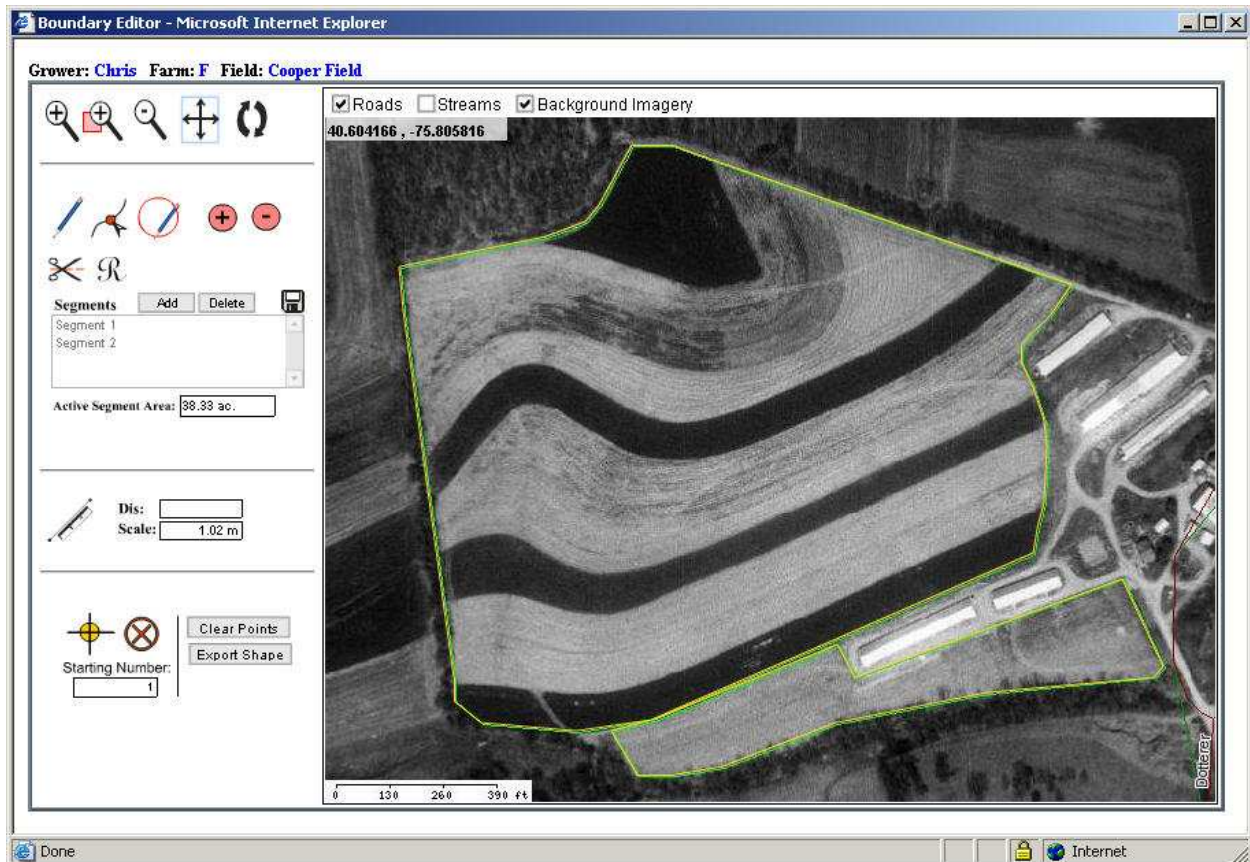 Boundary Editor - Microsoft Internet Explorer
Grower: Chris Farm: F Field: Cooper Field
Roads Streams Background Imagery
40.604166 , -75.805816
Segments Add Delete
Segment 1
Segment 2
Active Segment Area: 38.33 ac.
Dis:
Scale: 1.02 m
Clear Points
Export Shape
Starting Number:
1
Dotterer
0 130 260 390 ft
Done Internet